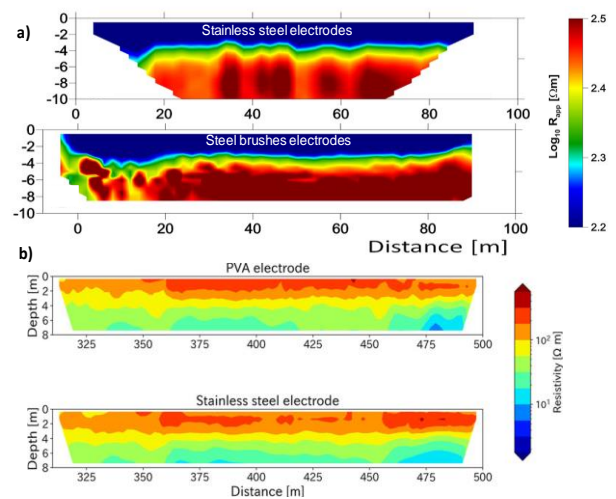 a)
Stainless steel electrodes
0
-2
-4
-6
-8
-10
0 20 40 60 80 100
Steel brushes electrodes
0
-2
-4
-6
-8
-10
0 20 40 60 80 100
Distance [m]
2.5
2.4
2.3
2.2
Log10 Rapp [Ωm]
b)
PVA electrode
Depth [m]
0
2
4
6
8
325 350 375 400 425 450 475 500
Stainless steel electrode
Depth [m]
0
2
4
6
8
325 350 375 400 425 450 475 500
Distance [m]
10²
10¹
Resistivity [Ω m]